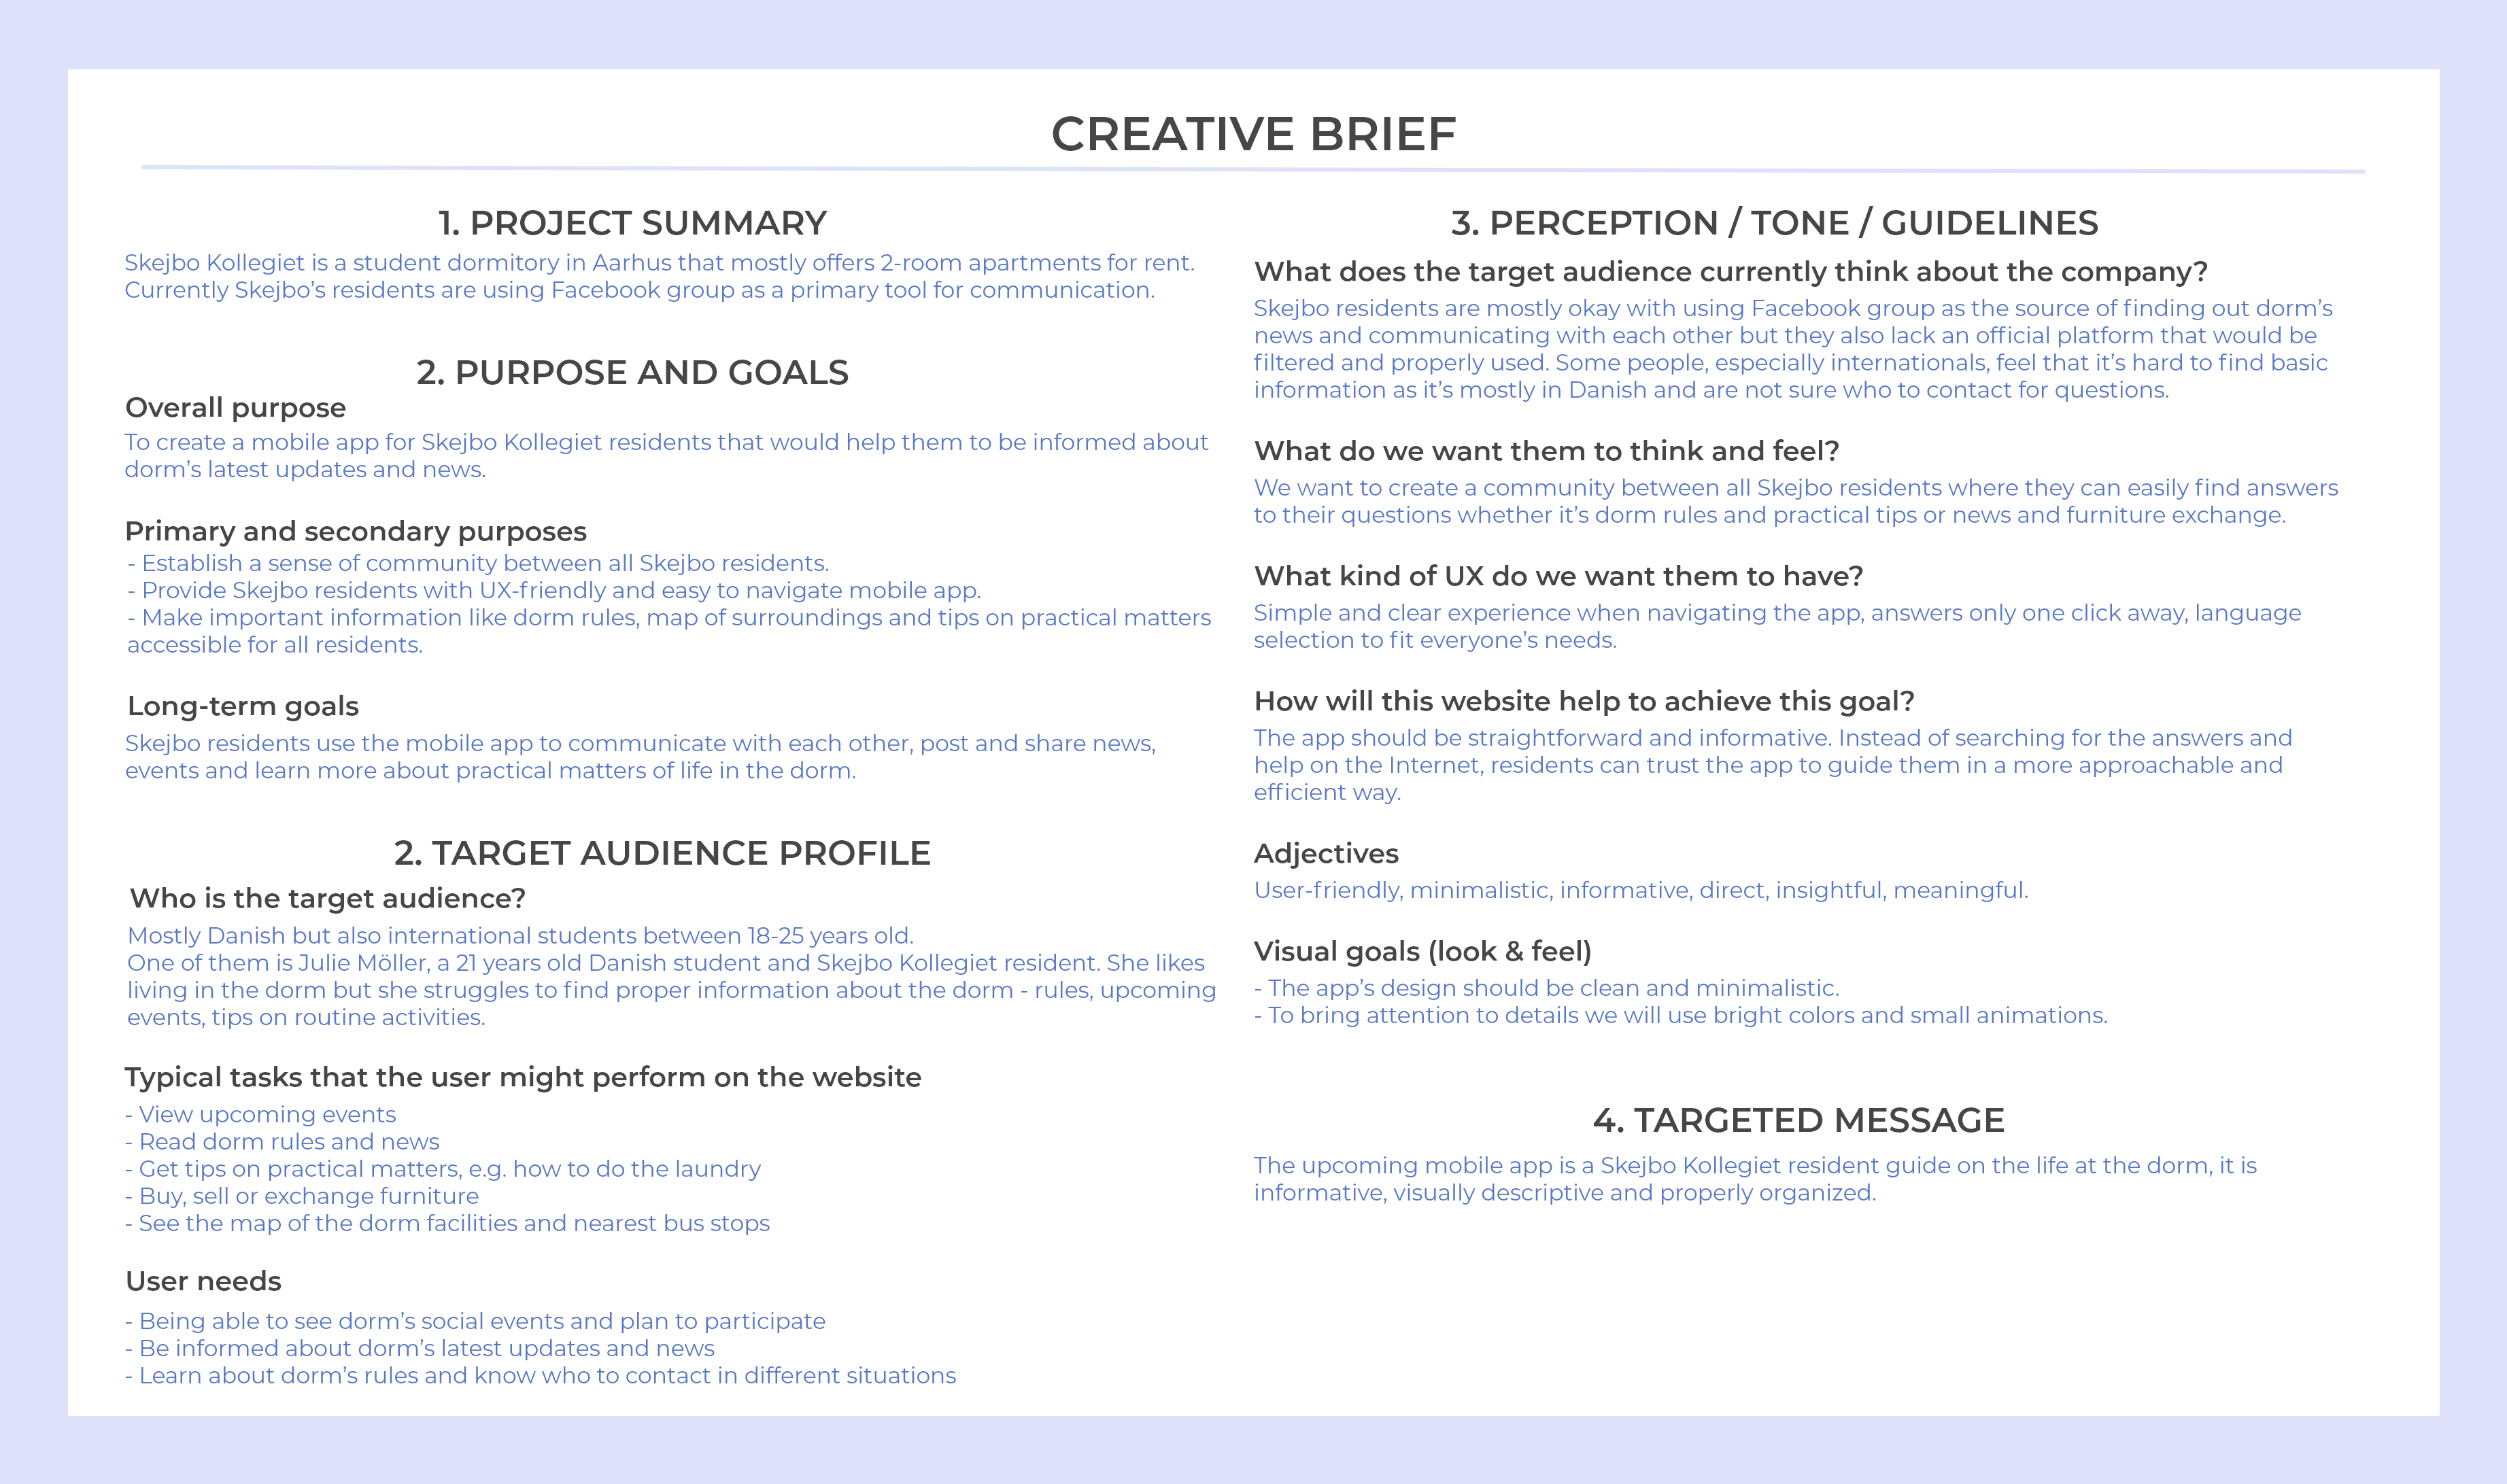 CREATIVE BRIEF
1. PROJECT SUMMARY
Skejbo Kollegiet is a student dormitory in Aarhus that mostly offers 2-room apartments for rent.
Currently Skejbo’s residents are using Facebook group as a primary tool for communication.
2. PURPOSE AND GOALS
Overall purpose
To create a mobile app for Skejbo Kollegiet residents that would help them to be informed about
dorm’s latest updates and news.
Primary and secondary purposes
- Establish a sense of community between all Skejbo residents.
- Provide Skejbo residents with UX-friendly and easy to navigate mobile app.
- Make important information like dorm rules, map of surroundings and tips on practical matters
accessible for all residents.
Long-term goals
Skejbo residents use the mobile app to communicate with each other, post and share news,
events and learn more about practical matters of life in the dorm.
2. TARGET AUDIENCE PROFILE
Who is the target audience?
Mostly Danish but also international students between 18-25 years old.
One of them is Julie Möller, a 21 years old Danish student and Skejbo Kollegiet resident. She likes
living in the dorm but she struggles to find proper information about the dorm - rules, upcoming
events, tips on routine activities.
Typical tasks that the user might perform on the website
- View upcoming events
- Read dorm rules and news
- Get tips on practical matters, e.g. how to do the laundry
- Buy, sell or exchange furniture
- See the map of the dorm facilities and nearest bus stops
User needs
- Being able to see dorm’s social events and plan to participate
- Be informed about dorm’s latest updates and news
- Learn about dorm’s rules and know who to contact in different situations
3. PERCEPTION / TONE / GUIDELINES
What does the target audience currently think about the company?
Skejbo residents are mostly okay with using Facebook group as the source of finding out dorm’s
news and communicating with each other but they also lack an official platform that would be
filtered and properly used. Some people, especially internationals, feel that it’s hard to find basic
information as it’s mostly in Danish and are not sure who to contact for questions.
What do we want them to think and feel?
We want to create a community between all Skejbo residents where they can easily find answers
to their questions whether it’s dorm rules and practical tips or news and furniture exchange.
What kind of UX do we want them to have?
Simple and clear experience when navigating the app, answers only one click away, language
selection to fit everyone’s needs.
How will this website help to achieve this goal?
The app should be straightforward and informative. Instead of searching for the answers and
help on the Internet, residents can trust the app to guide them in a more approachable and
efficient way.
Adjectives
User-friendly, minimalistic, informative, direct, insightful, meaningful.
Visual goals (look & feel)
- The app’s design should be clean and minimalistic.
- To bring attention to details we will use bright colors and small animations.
4. TARGETED MESSAGE
The upcoming mobile app is a Skejbo Kollegiet resident guide on the life at the dorm, it is
informative, visually descriptive and properly organized.